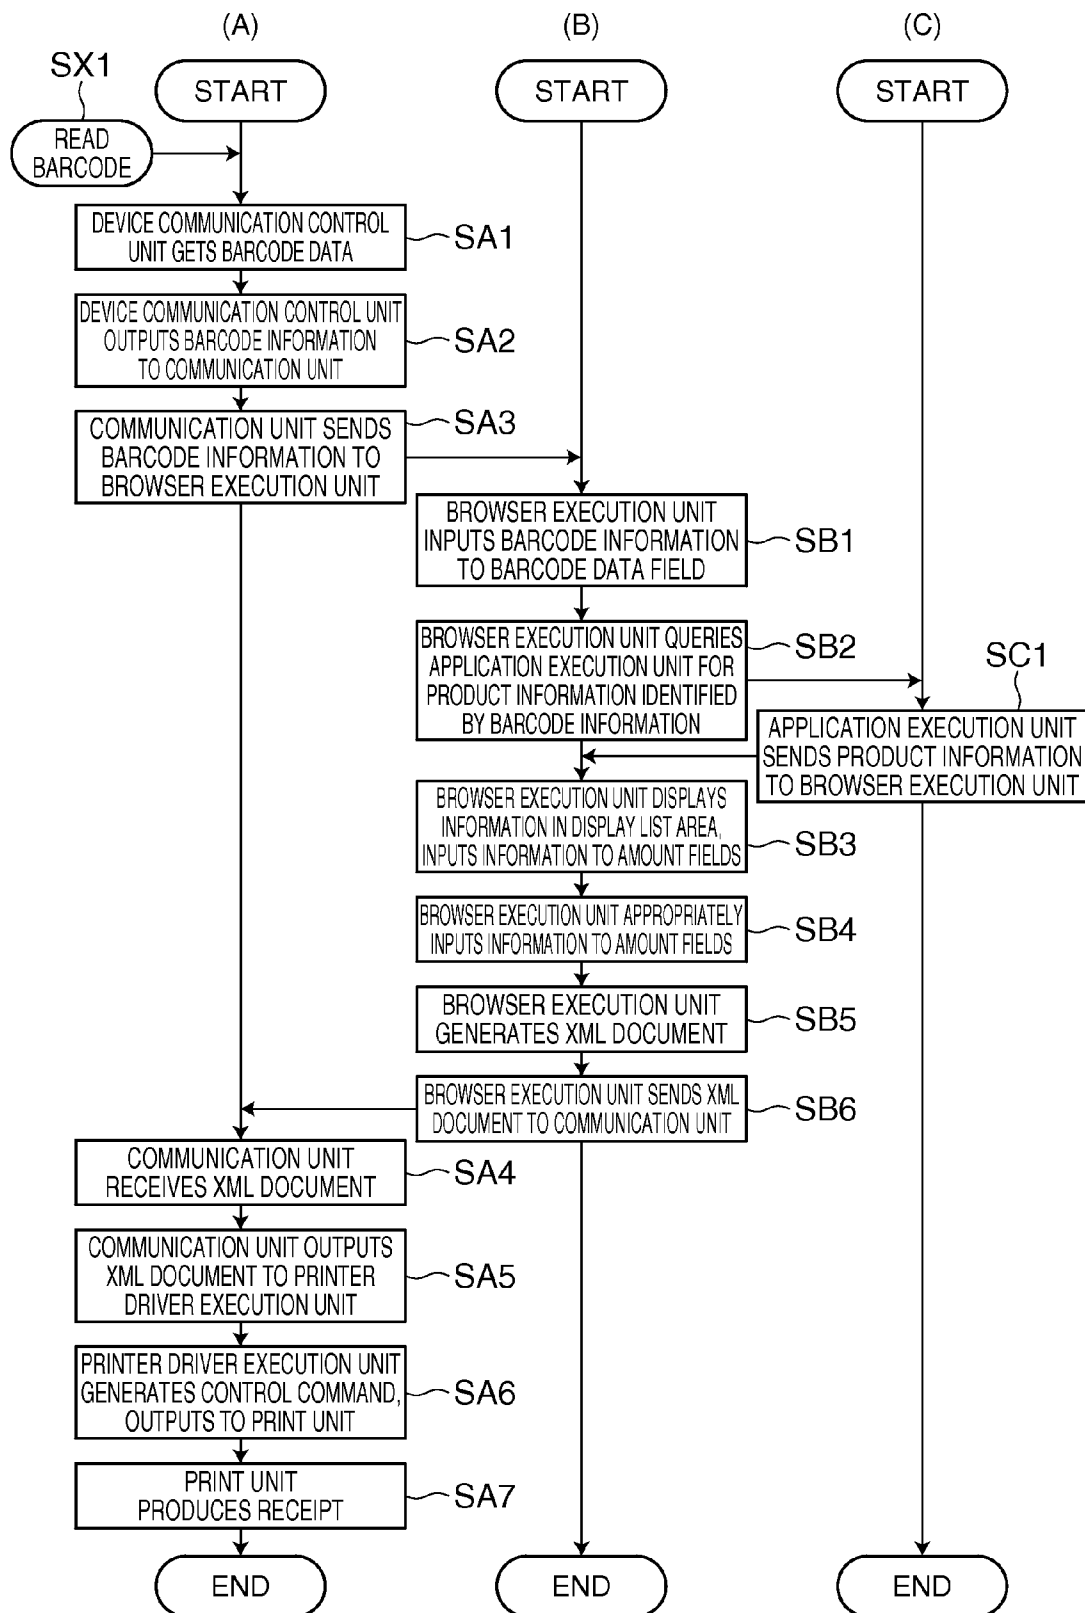 (A)
(B)
(C)
SX1
START
START
START
READ
BARCODE
DEVICE COMMUNICATION CONTROL
UNIT GETS BARCODE DATA
SA1
DEVICE COMMUNICATION CONTROL UNIT
OUTPUTS BARCODE INFORMATION
TO COMMUNICATION UNIT
SA2
COMMUNICATION UNIT SENDS
BARCODE INFORMATION TO
BROWSER EXECUTION UNIT
SA3
BROWSER EXECUTION UNIT
INPUTS BARCODE INFORMATION
TO BARCODE DATA FIELD
SB1
BROWSER EXECUTION UNIT QUERIES
APPLICATION EXECUTION UNIT FOR
PRODUCT INFORMATION IDENTIFIED
BY BARCODE INFORMATION
SB2
SC1
APPLICATION EXECUTION UNIT
SENDS PRODUCT INFORMATION
TO BROWSER EXECUTION UNIT
BROWSER EXECUTION UNIT DISPLAYS
INFORMATION IN DISPLAY LIST AREA,
INPUTS INFORMATION TO AMOUNT FIELDS
SB3
BROWSER EXECUTION UNIT APPROPRIATELY
INPUTS INFORMATION TO AMOUNT FIELDS
SB4
BROWSER EXECUTION UNIT
GENERATES XML DOCUMENT
SB5
BROWSER EXECUTION UNIT SENDS XML
DOCUMENT TO COMMUNICATION UNIT
SB6
COMMUNICATION UNIT
RECEIVES XML DOCUMENT
SA4
COMMUNICATION UNIT OUTPUTS
XML DOCUMENT TO PRINTER
DRIVER EXECUTION UNIT
SA5
PRINTER DRIVER EXECUTION UNIT
GENERATES CONTROL COMMAND,
OUTPUTS TO PRINT UNIT
SA6
PRINT UNIT
PRODUCES RECEIPT
SA7
END
END
END